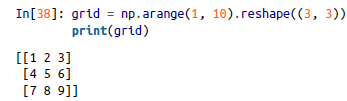 In[38]: grid = np.arange(1, 10).reshape((3, 3))
print(grid)
[[1 2 3]
[4 5 6]
[7 8 9]]